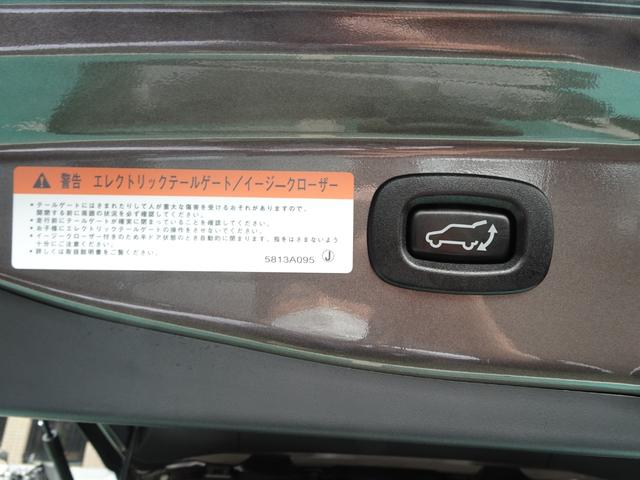 警告 エレクトリックテールゲート/イージークローザー
•テールゲートにはさまれたりして人が重大な傷害を受けるおそれがありますので、
開閉する前に周囲の状況を必ず確認してください。
•走行前にテールゲートが確実に閉まっていることを確認してください。
•お子様にエレクトリックテールゲートの操作をさせないでください。
•イージークローザー付きのため半ドア状態のとき自動的に閉まります。指をはさまないよう
十分にご注意ください。
•詳しくは取扱説明書をご覧ください。
5813A095 J